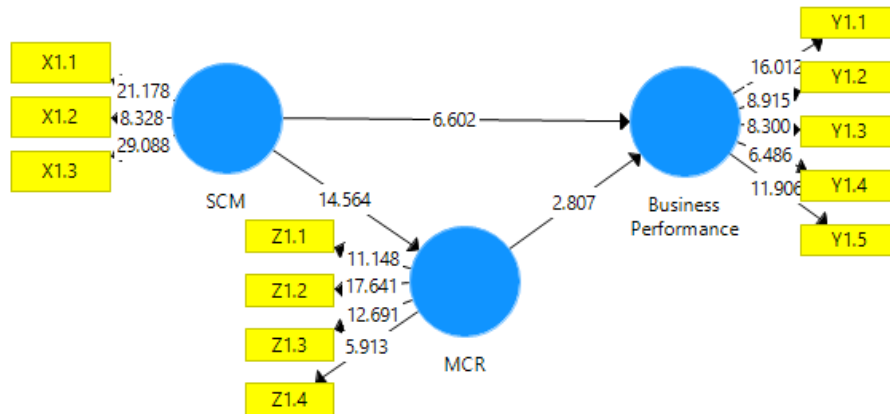 X1.1
X1.2
X1.3
21.178
8.328
29.088
SCM
6.602
14.564
2.807
Z1.1
Z1.2
Z1.3
Z1.4
11.148
17.641
12.691
5.913
MCR
Business
Performance
16.012
8.915
8.300
6.486
11.906
Y1.1
Y1.2
Y1.3
Y1.4
Y1.5